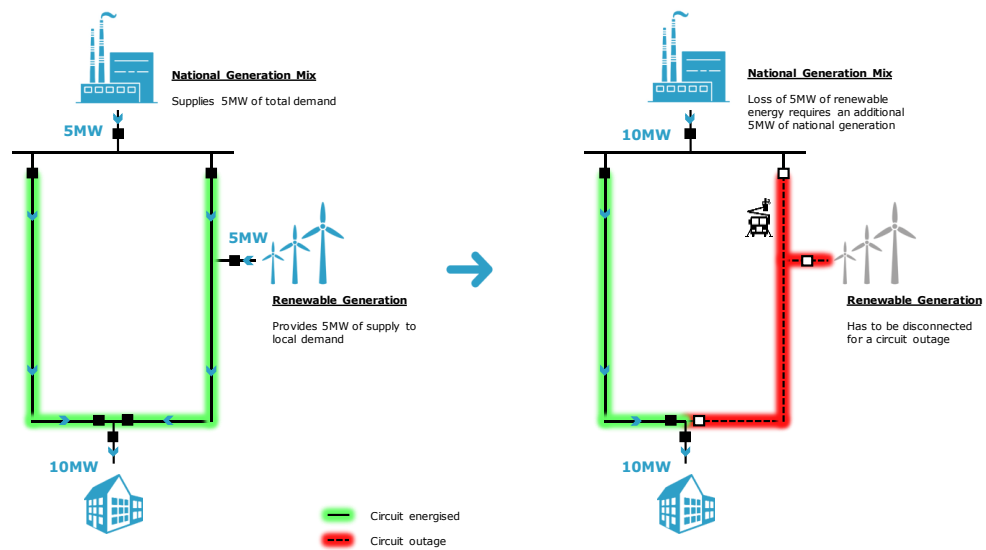 National Generation Mix
Supplies 5MW of total demand
5MW
5MW
Renewable Generation
Provides 5MW of supply to
local demand
10MW
National Generation Mix
Loss of 5MW of renewable
energy requires an additional
5MW of national generation
10MW
Renewable Generation
Has to be disconnected
for a circuit outage
10MW
Circuit energised
Circuit outage